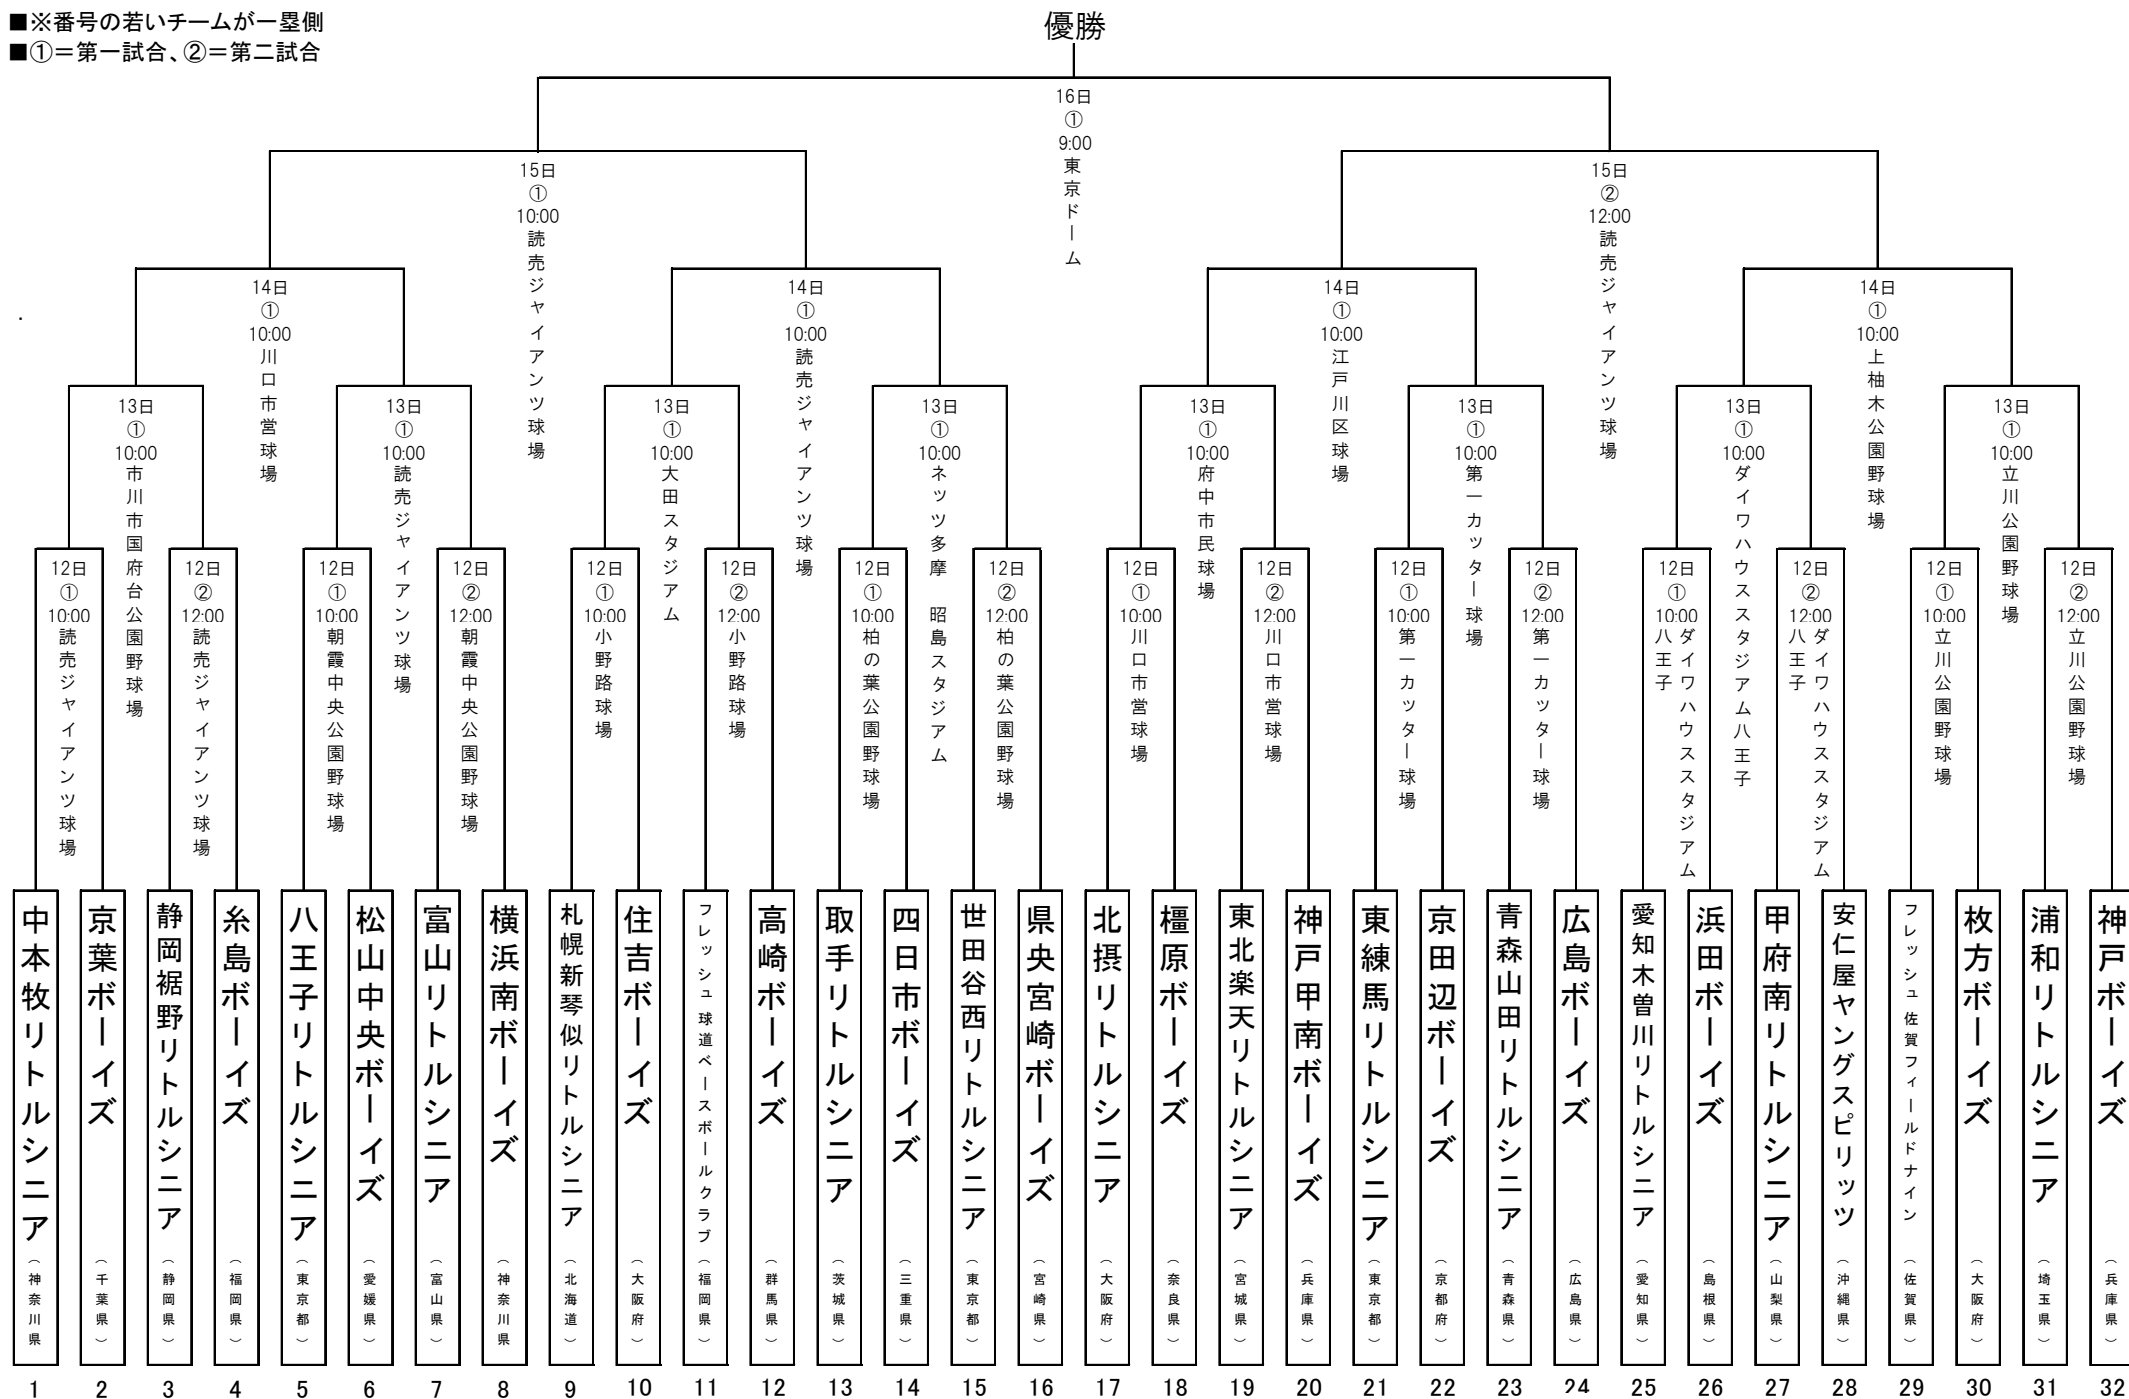 ■※番号の若いチームが一塁側
■①＝第一試合、②＝第二試合
優勝
16日
①
9:00
東京ドーム
15日
①
10:00
読売ジャイアンツ球場
15日
②
12:00
読売ジャイアンツ球場
14日
①
10:00
川口市営球場
14日
①
10:00
読売ジャイアンツ球場
14日
①
10:00
江戸川区球場
14日
①
10:00
上柚木公園野球場
13日
①
10:00
市川市国府台公園野球場
13日
①
10:00
読売ジャイアンツ球場
13日
①
10:00
大田スタジアム
13日
①
10:00
ネッツ多摩 昭島スタジアム
13日
①
10:00
府中市民球場
13日
①
10:00
第一カッター球場
13日
①
10:00
ダイワハウススタジアム八王子
13日
①
10:00
立川公園野球場
12日
①
10:00
読売ジャイアンツ球場
12日
②
12:00
読売ジャイアンツ球場
12日
①
10:00
朝霞中央公園野球場
12日
②
12:00
朝霞中央公園野球場
12日
①
10:00
小野路球場
12日
②
12:00
小野路球場
12日
①
10:00
柏の葉公園野球場
12日
②
12:00
柏の葉公園野球場
12日
①
10:00
川口市営球場
12日
②
12:00
川口市営球場
12日
①
10:00
第一カッター球場
12日
②
12:00
第一カッター球場
12日
①
10:00
ダイワハウススタジアム
八王子
12日
②
12:00
ダイワハウススタジアム
八王子
12日
①
10:00
立川公園野球場
12日
②
12:00
立川公園野球場
中本牧リトルシニア（神奈川県
1
京葉ボーイズ（千葉県）
2
静岡裾野リトルシニア（静岡県）
3
糸島ボーイズ（福岡県）
4
八王子リトルシニア（東京都）
5
松山中央ボーイズ（愛媛県）
6
富山リトルシニア（富山県）
7
横浜南ボーイズ（神奈川県
8
札幌新琴似リトルシニア（北海道）
9
住吉ボーイズ（大阪府）
10
フレッシュ球道ベースボールクラブ（福岡県）
11
高崎ボーイズ（群馬県）
12
取手リトルシニア（茨城県）
13
四日市ボーイズ（三重県）
14
世田谷西リトルシニア（東京都）
15
県央宮崎ボーイズ（宮崎県）
16
北摂リトルシニア（大阪府）
17
橿原ボーイズ（奈良県）
18
東北楽天リトルシニア（宮城県）
19
神戸甲南ボーイズ（兵庫県）
20
東練馬リトルシニア（東京都）
21
京田辺ボーイズ（京都府）
22
青森山田リトルシニア（青森県）
23
広島ボーイズ（広島県）
24
愛知木曽川リトルシニア（愛知県）
25
浜田ボーイズ（島根県）
26
甲府南リトルシニア（山梨県）
27
安仁屋ヤングスピリッツ（沖縄県）
28
フレッシュ佐賀フィールドナイン（佐賀県）
29
枚方ボーイズ（大阪府）
30
浦和リトルシニア（埼玉県）
31
神戸ボーイズ（兵庫県）
32